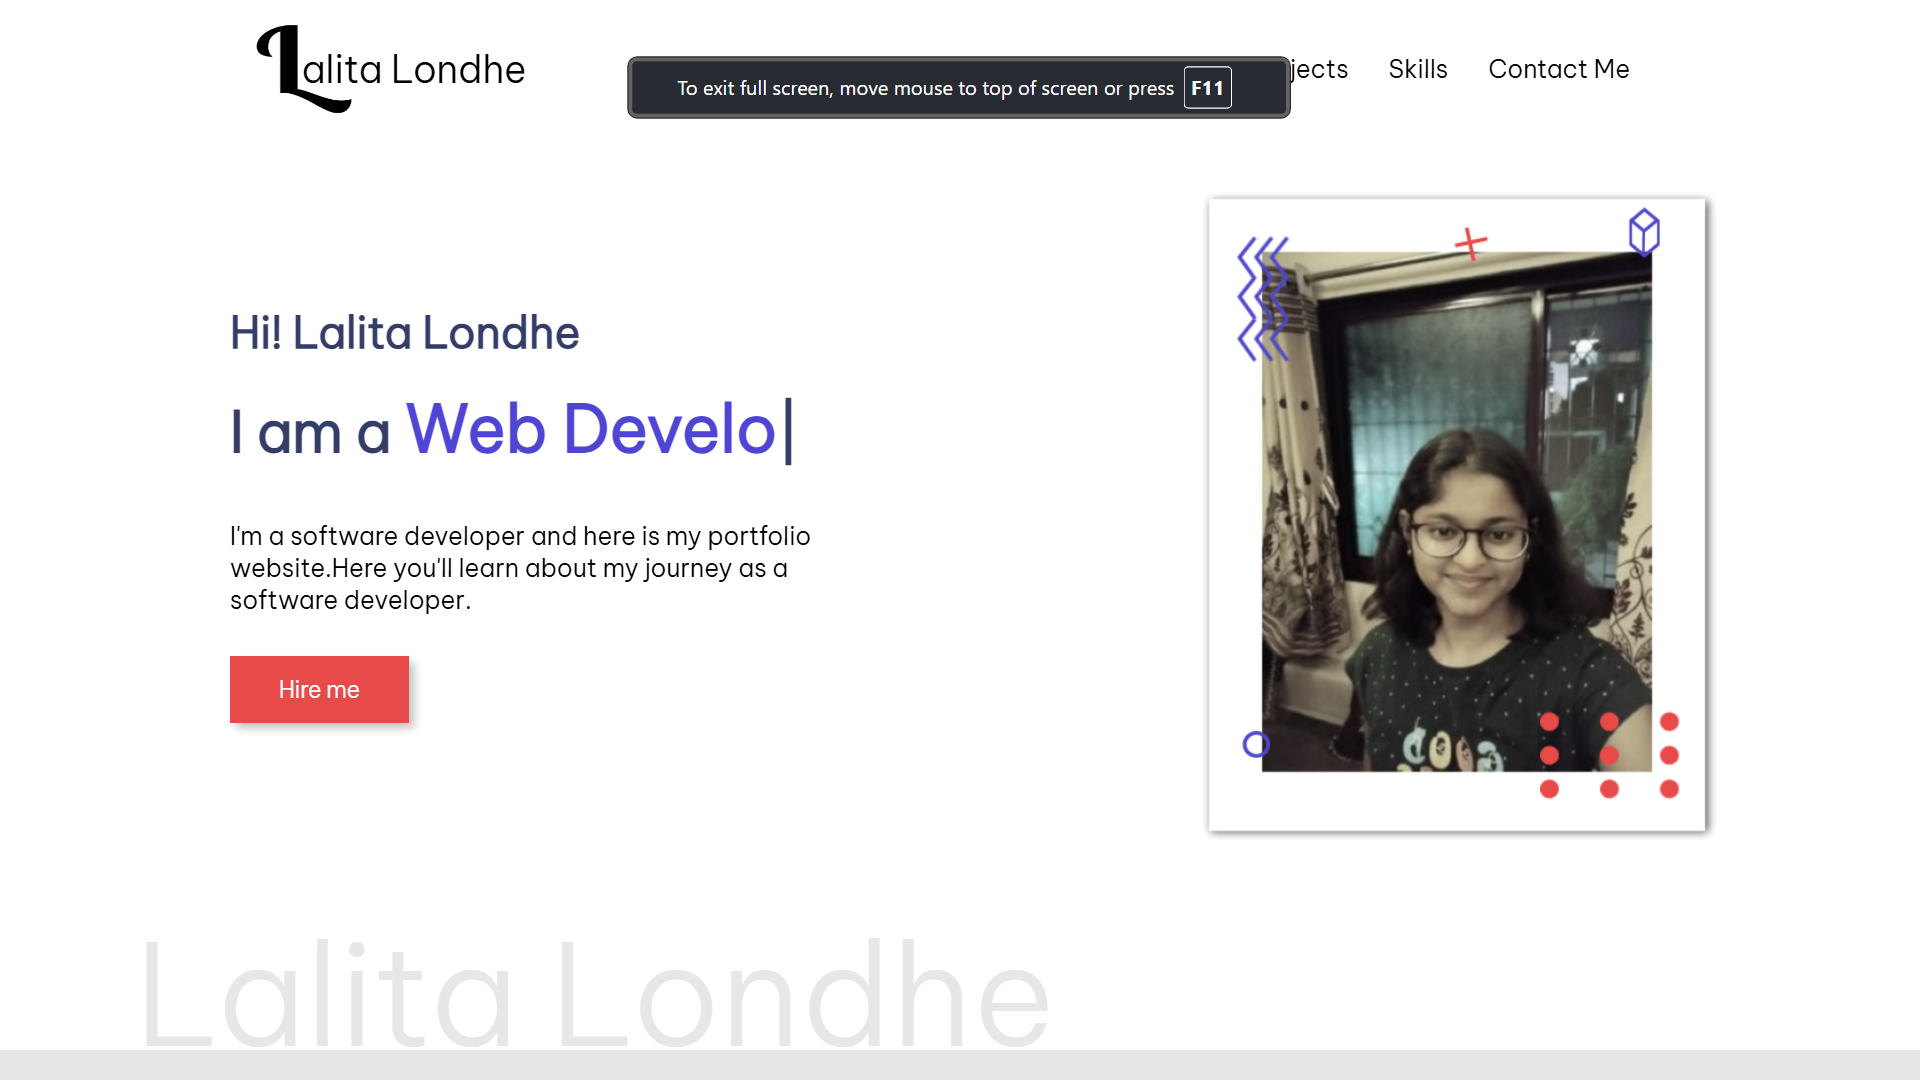 Lalita Londhe
To exit full screen, move mouse to top of screen or press F11
jects Skills Contact Me
Hi! Lalita Londhe
I am a Web Develo|
I'm a software developer and here is my portfolio
website.Here you'll learn about my journey as a
software developer.
Hire me
Lalita Londhe